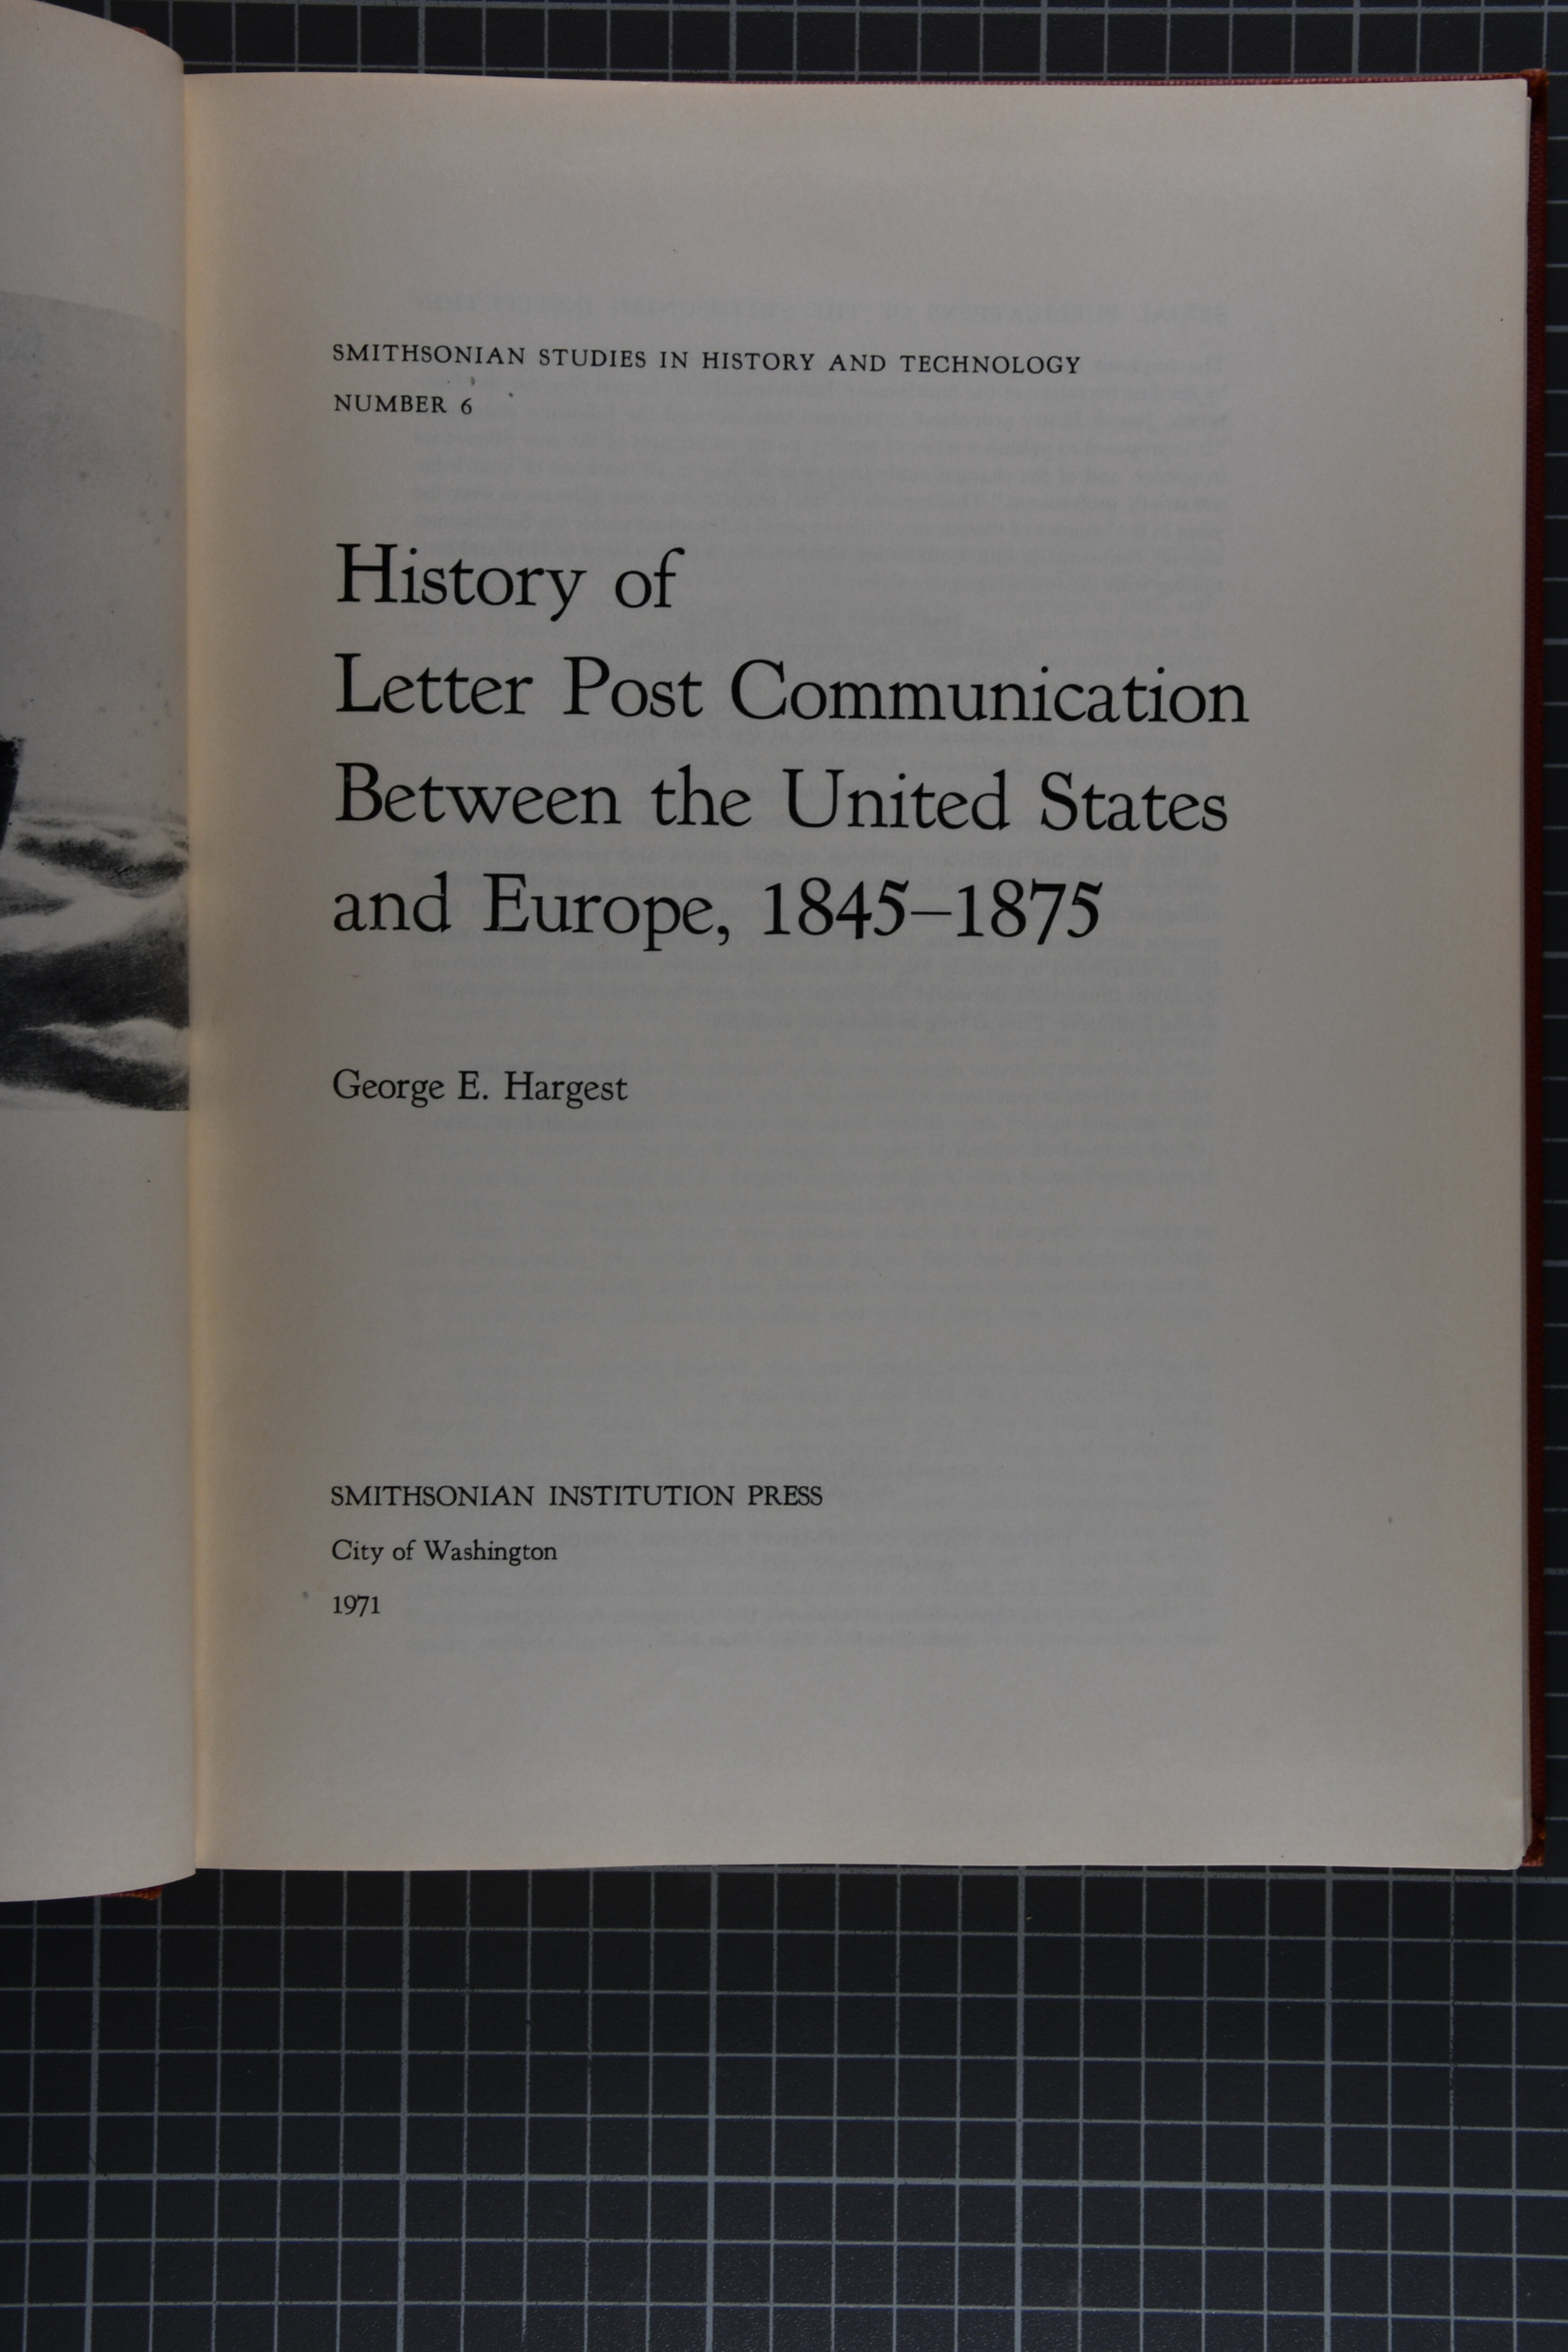 SMITHSONIAN STUDIES IN HISTORY AND TECHNOLOGY
NUMBER 6
History of
Letter Post Communication
Between the United States
and Europe, 1845–1875
George E. Hargest
SMITHSONIAN INSTITUTION PRESS
City of Washington
1971